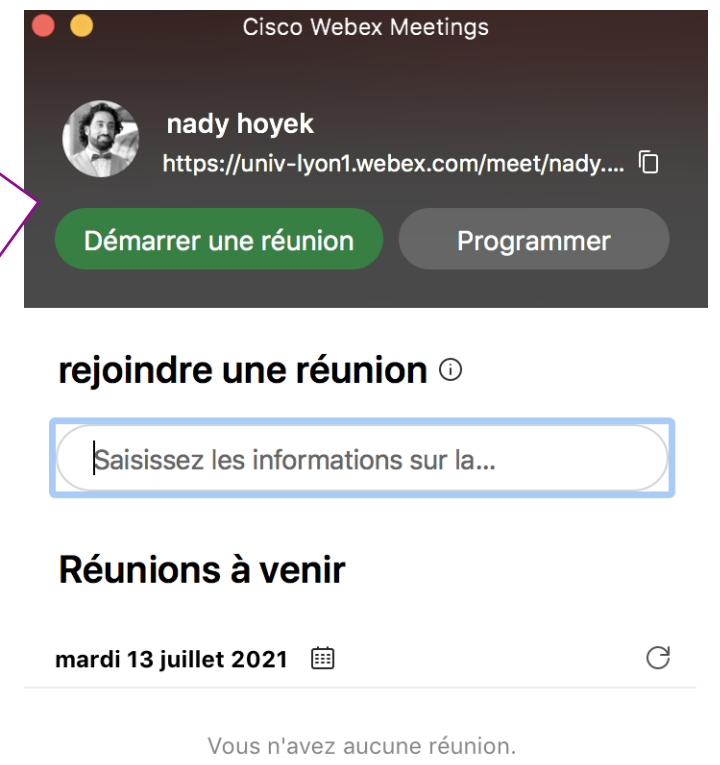 Cisco Webex Meetings
nady hoyek
https://univ-lyon1.webex.com/meet/nady....
Démarrer une réunion Programmer
rejoindre une réunion
Saisissez les informations sur la...
Réunions à venir
mardi 13 juillet 2021
Vous n'avez aucune réunion.